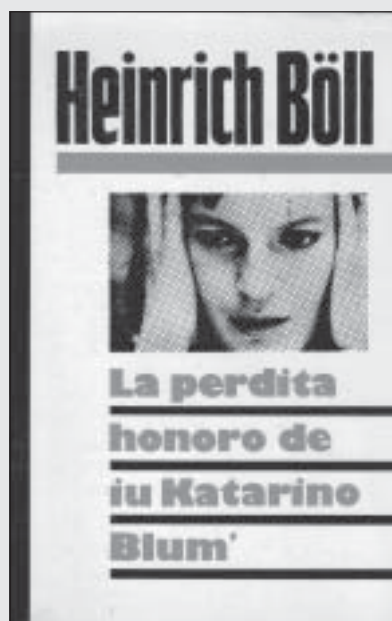 Heinrich Böll
La perdita
honoro de
iu Katarino
Blum'